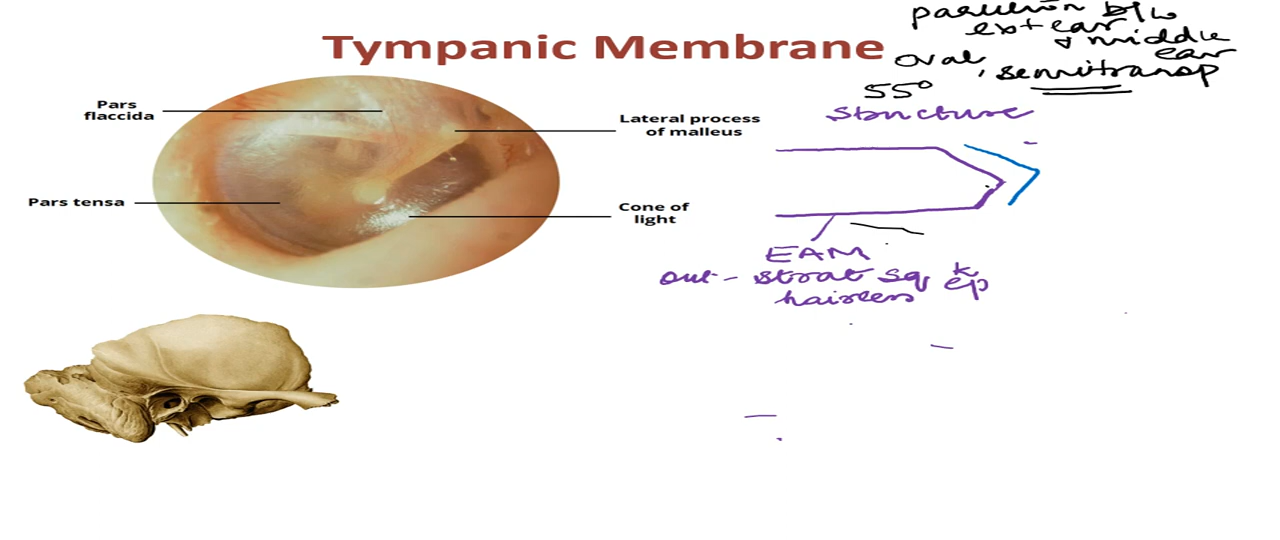 partition b/w
ext ear
& middle
ear
Tympanic Membrane
oval, semitransp
55°
Structure
Pars
flaccida
Lateral process
of malleus
Pars tensa
Cone of
light
EAM
out - strat sq k ep
hairless